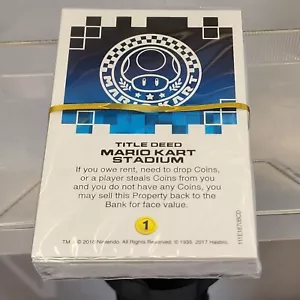 MARIO KART
TITLE DEED
MARIO KART
STADIUM
If you owe rent, need to drop Coins,
or a player steals Coins from you
and you do not have any Coins, you
may sell this Property back to the
Bank for face value.
1
TM & © 2016 Nintendo. All Rights Reserved. © 1935, 2017 Hasbro.